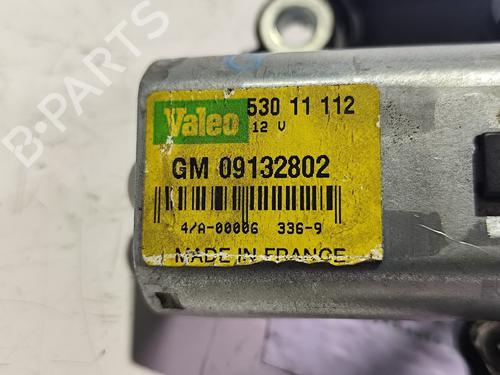 Valeo 530 11 112
12 V
GM 09132802
4/A-00006 336-9
MADE IN FRANCE
B-PARTS